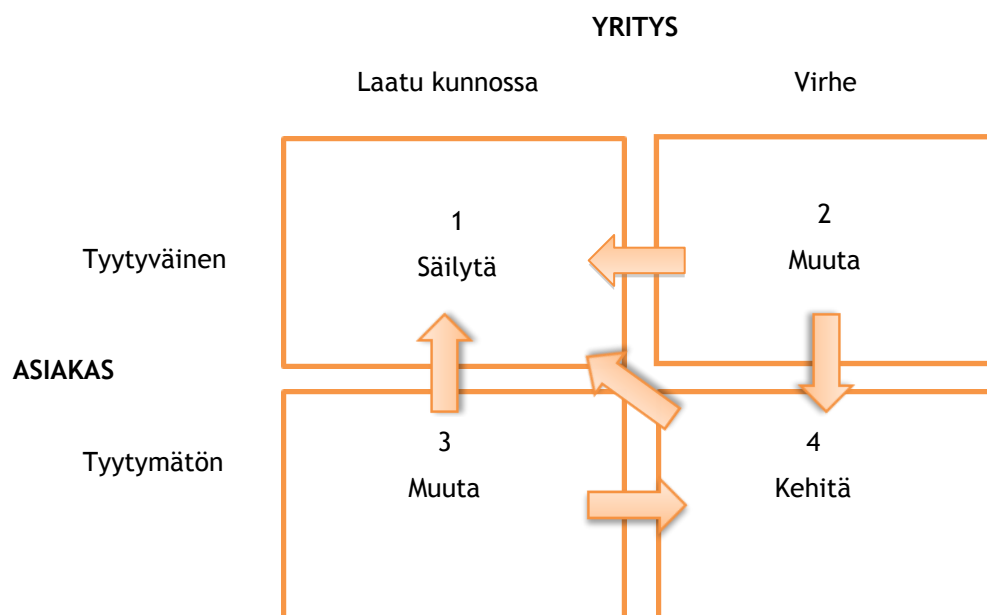 YRITYS
Laatu kunnossa Virhe
1 2
Tyytyväinen Säilytä Muuta
ASIAKAS
3 4
Tyytymätön Muuta Kehitä